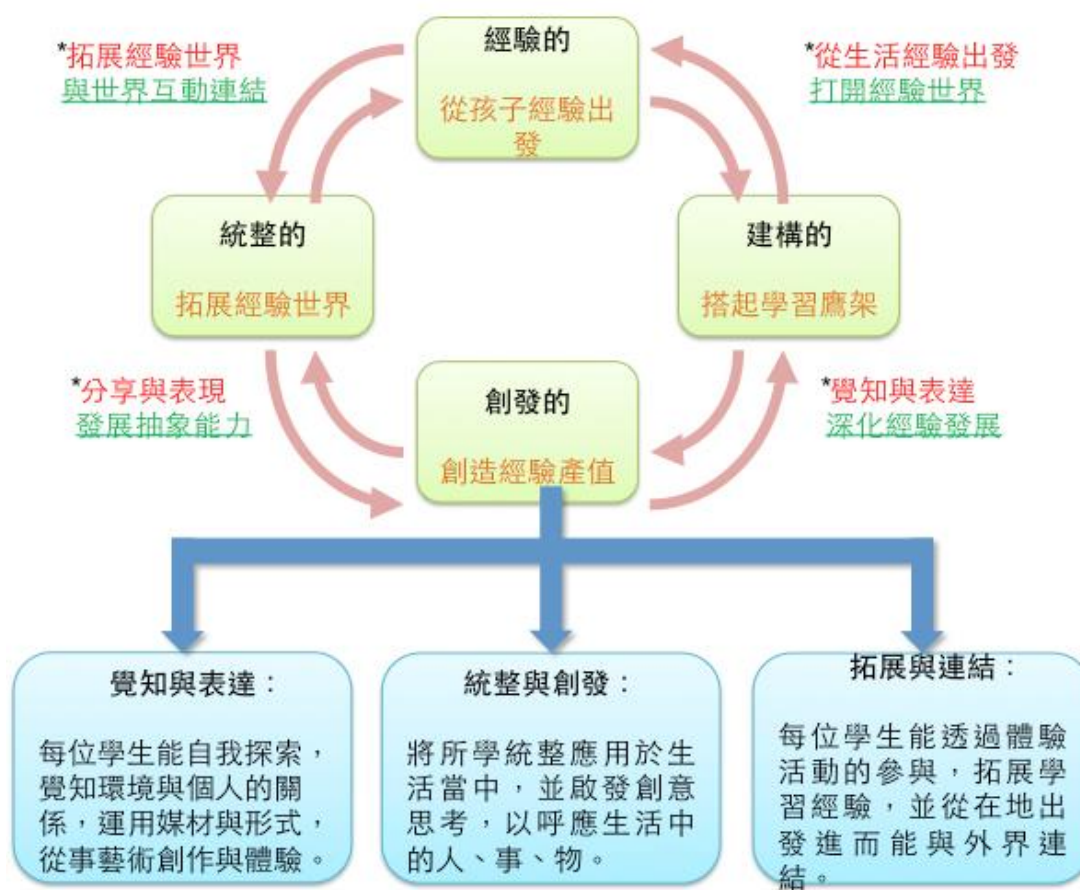 經驗的
從孩子經驗出
發
*拓展經驗世界
與世界互動連結
*從生活經驗出發
打開經驗世界
統整的
拓展經驗世界
建構的
搭起學習鷹架
*分享與表現
發展抽象能力
創發的
創造經驗產值
*覺知與表達
深化經驗發展
覺知與表達：
每位學生能自我探索，
覺知環境與個人的關
係，運用媒材與形式，
從事藝術創作與體驗。
統整與創發：
將所學統整應用於生
活當中，並啟發創意
思考，以呼應生活中
的人、事、物。
拓展與連結：
每位學生能透過體驗
活動的參與，拓展學
習經驗，並從在地出
發進而能與外界連
結。